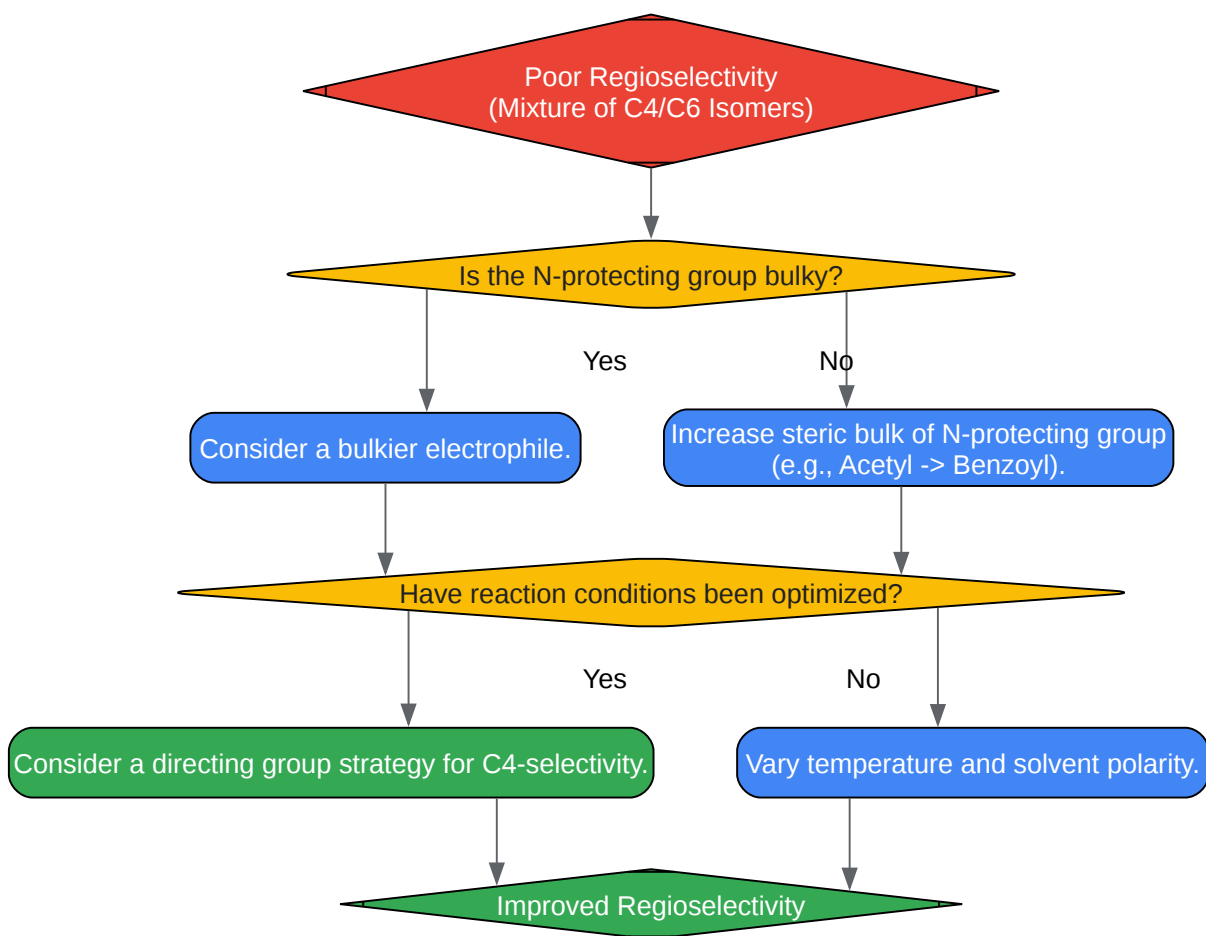 Poor Regioselectivity
(Mixture of C4/C6 Isomers)
Is the N-protecting group bulky?
Yes
No
Consider a bulkier electrophile.
Increase steric bulk of N-protecting group
(e.g., Acetyl -> Benzoyl).
Have reaction conditions been optimized?
Yes
No
Consider a directing group strategy for C4-selectivity.
Vary temperature and solvent polarity.
Improved Regioselectivity